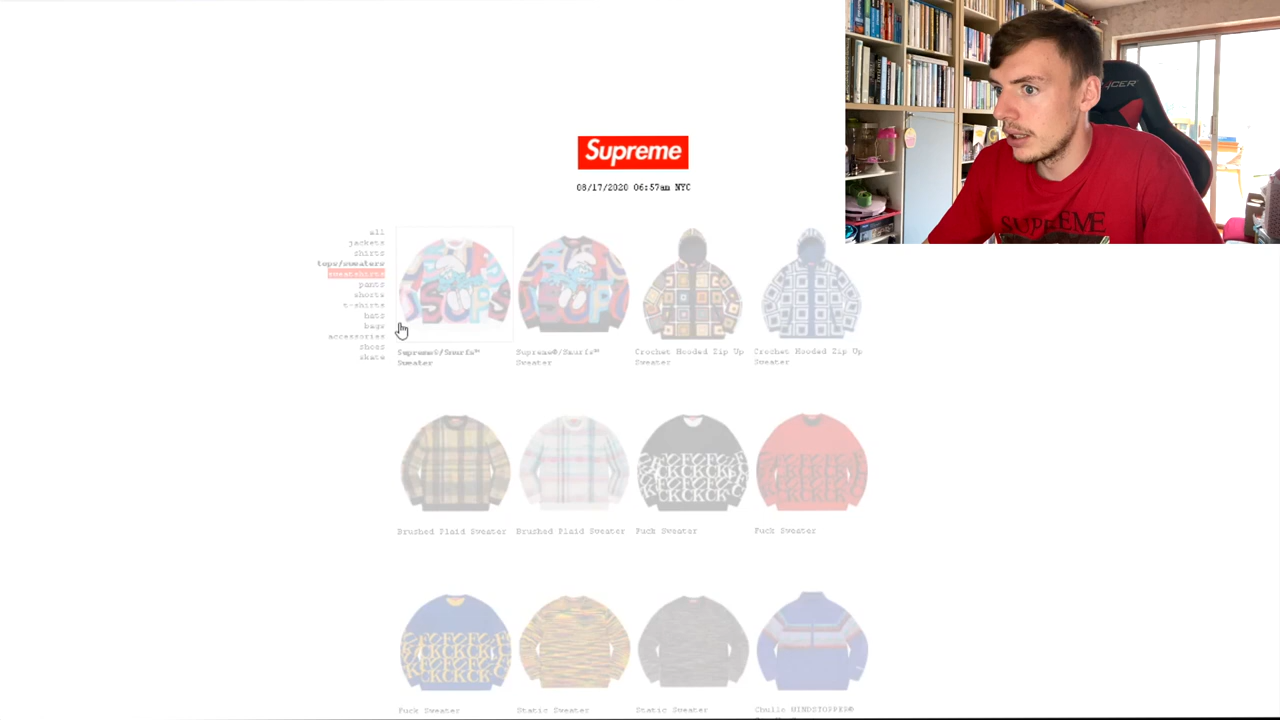 Supreme
08/17/2020 06:57am NYC
all
jackets
shirts
tops/sweaters
sweatshirts
pants
shorts
t-shirts
hats
bags
accessories
shoes
skate
SUPREME
Supreme®/Smurfs™ Sweater
Supreme®/Smurfs™ Sweater
Crochet Hooded Zip Up Sweater
Crochet Hooded Zip Up Sweater
Brushed Plaid Sweater
Brushed Plaid Sweater
Fuck Sweater
Fuck Sweater
Fuck Sweater
Static Sweater
Static Sweater
Chullo WINDSTOPPER®